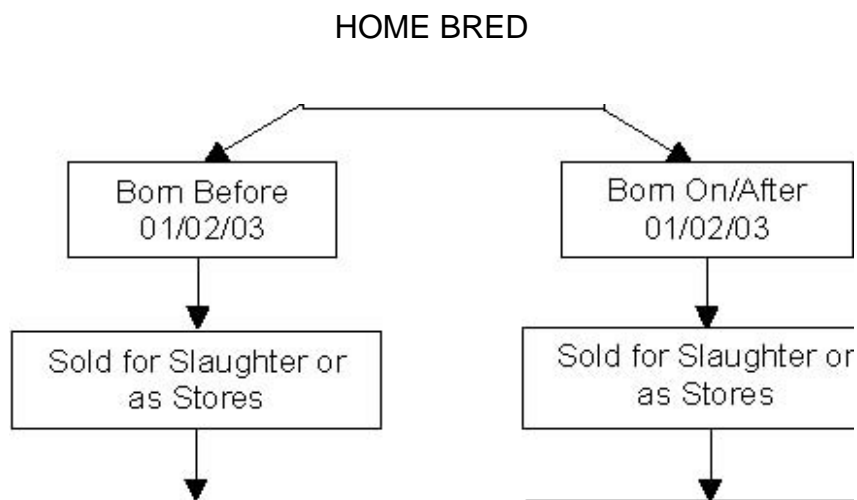 HOME BRED
Born Before
01/02/03
Born On/After
01/02/03
Sold for Slaughter or
as Stores
Sold for Slaughter or
as Stores